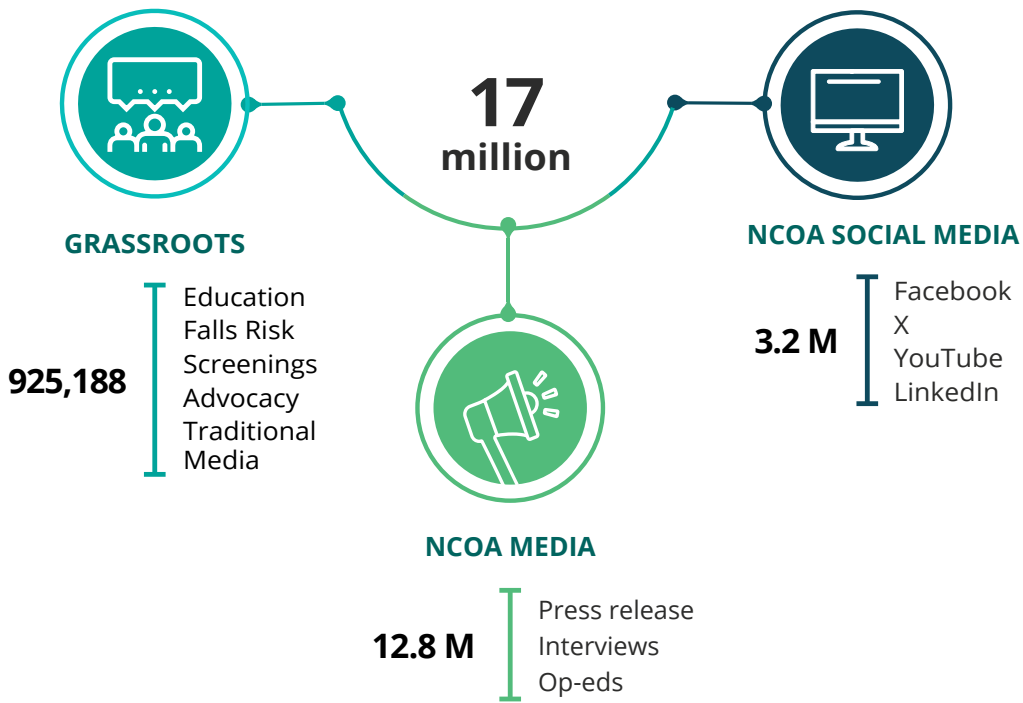 17
million
GRASSROOTS
925,188
Education
Falls Risk
Screenings
Advocacy
Traditional
Media
NCOA SOCIAL MEDIA
3.2 M
Facebook
X
YouTube
LinkedIn
NCOA MEDIA
12.8 M
Press release
Interviews
Op-eds